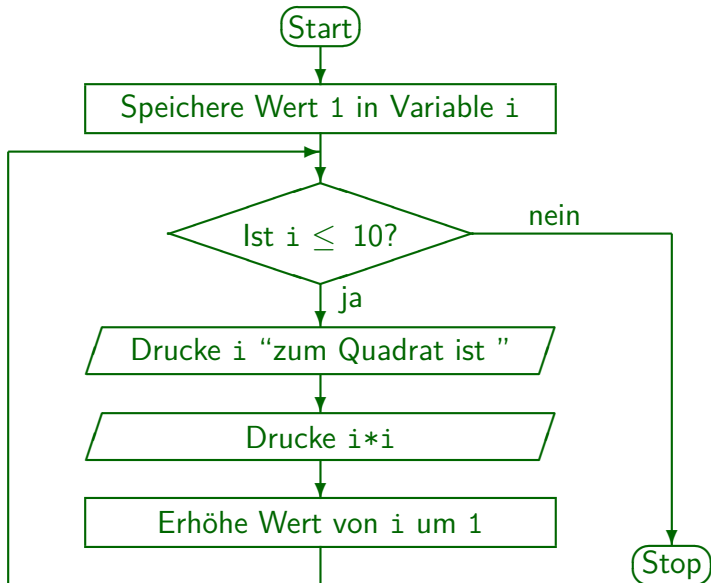 Start
Speichere Wert 1 in Variable i
Ist i ≤ 10?
nein
ja
Drucke i “zum Quadrat ist ”
Drucke i*i
Erhöhe Wert von i um 1
Stop